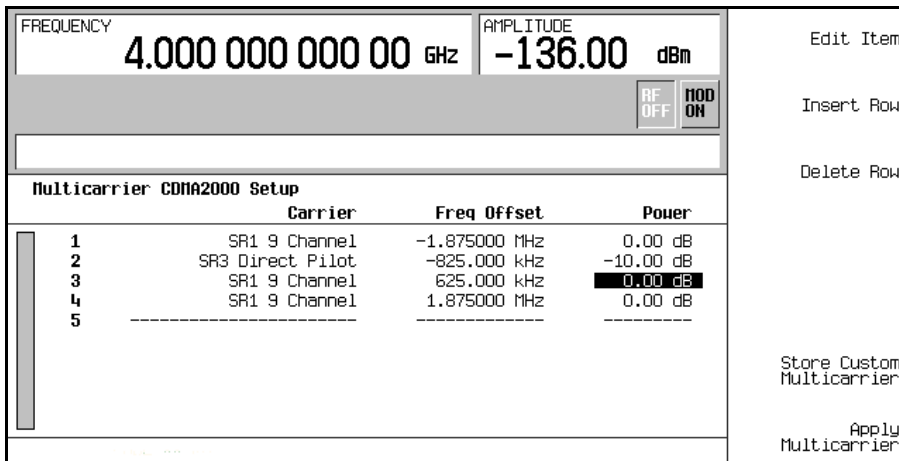 FREQUENCY
4.000 000 000 00 GHz
AMPLITUDE
-136.00 dBm
RF OFF
MOD ON
Multicarrier CDMA2000 Setup
Carrier Freq Offset Power
1 SR1 9 Channel -1.875000 MHz 0.00 dB
2 SR3 Direct Pilot -825.000 kHz -10.00 dB
3 SR1 9 Channel 625.000 kHz 0.00 dB
4 SR1 9 Channel 1.875000 MHz 0.00 dB
5 ----------------------- ------------- ---------
Edit Item
Insert Row
Delete Row
Store Custom
Multicarrier
Apply
Multicarrier